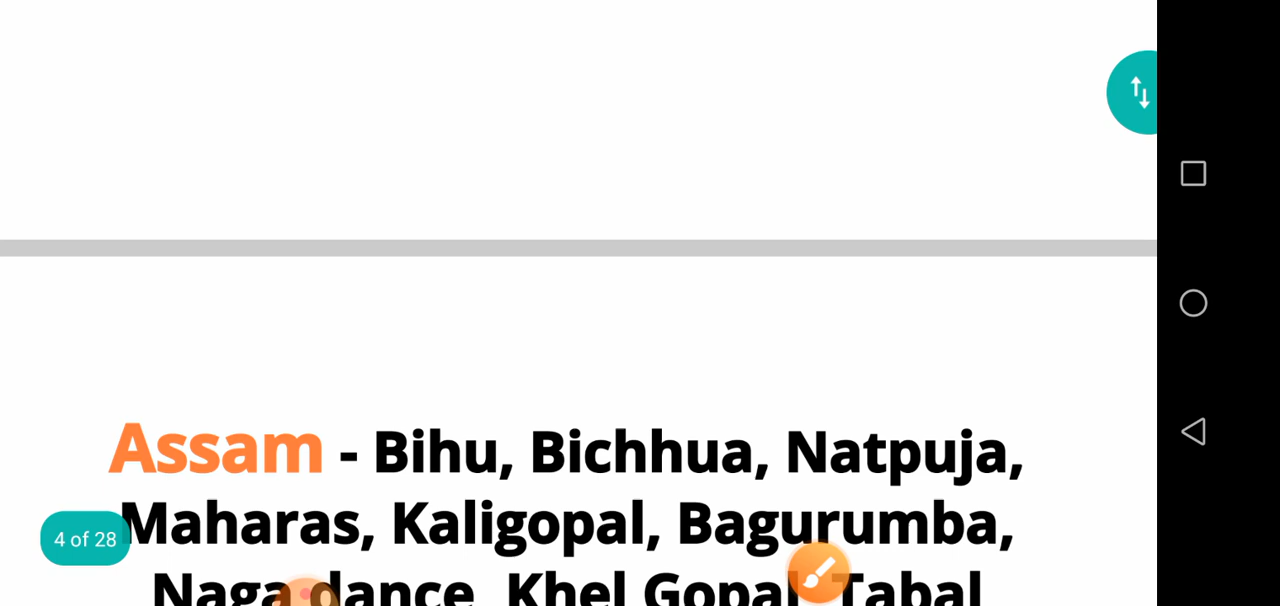 Assam - Bihu, Bichhua, Natpuja,
Maharas, Kaligopal, Bagurumba,
4 of 28
Naga dance, Khel Gopal, Tabal